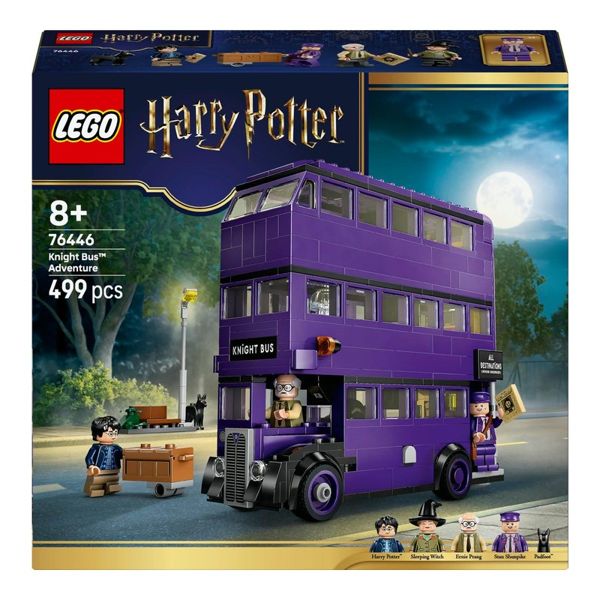 LEGO
Harry Potter
LEGO
Harry Potter
8+
76446
Knight Bus™
Adventure
499 pcs
KNIGHT BUS
ALL
DESTINATIONS
Harry Potter™
Sleeping Witch
Ernie Prang
Stan Shunpike
Padfoot™